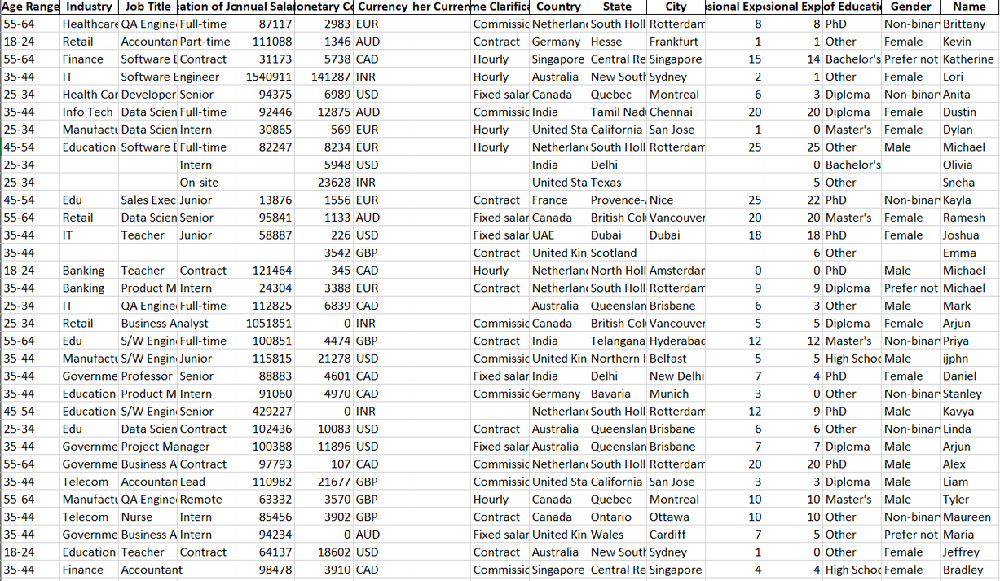 Age Range Industry Job Title cation of Jo nnual Salar onetary Co Currency her Curren me Clarifica Country State City ssional Expe ssional Expe of Educatio Gender Name
55-64 Healthcare QA Engine Full-time 87117 2983 EUR Commissio Netherland South Holl Rotterdam 8 8 PhD Non-binar Brittany
18-24 Retail Accountan Part-time 111088 1346 AUD Contract Germany Hesse Frankfurt 1 1 Other Female Kevin
55-64 Finance Software E Contract 31173 5738 CAD Hourly Singapore Central Re Singapore 15 14 Bachelor's Prefer not Katherine
35-44 IT Software Engineer 1540911 141287 INR Hourly Australia New South Sydney 2 1 Other Female Lori
25-34 Health Car Developer Senior 94375 6989 USD Fixed salar Canada Quebec Montreal 6 3 Diploma Non-binar Anita
35-44 Info Tech Data Scien Full-time 92446 12875 AUD Commissio India Tamil Nad Chennai 20 20 Diploma Female Dustin
25-34 Manufactu Data Scien Intern 30865 569 EUR Hourly United Sta California San Jose 1 0 Master's Female Dylan
45-54 Education Software E Full-time 82247 8234 EUR Hourly Netherland South Holl Rotterdam 25 25 Other Male Michael
25-34 Intern 5948 USD India Delhi 0 Bachelor's Olivia
25-34 On-site 23628 INR United Sta Texas 5 Other Sneha
45-54 Edu Sales Exec Junior 13876 1556 EUR Contract France Provence- Nice 25 22 PhD Non-binar Kayla
55-64 Retail Data Scien Senior 95841 1133 AUD Fixed salar Canada British Col Vancouver 20 20 Master's Female Ramesh
35-44 IT Teacher Junior 58887 226 USD Fixed salar UAE Dubai Dubai 18 18 PhD Female Joshua
35-44 3542 GBP Contract United Kin Scotland 6 Other Emma
18-24 Banking Teacher Contract 121464 345 CAD Hourly Netherland North Holl Amsterdam 0 0 PhD Male Michael
35-44 Banking Product M Intern 24304 3388 EUR Contract Netherland South Holl Rotterdam 9 9 Diploma Prefer not Michael
25-34 IT QA Engine Full-time 112825 6839 CAD Australia Queenslan Brisbane 6 3 Other Male Mark
25-34 Retail Business Analyst 1051851 0 INR Commissio Canada British Col Vancouver 5 5 Diploma Female Arjun
55-64 Edu S/W Engin Full-time 100851 4474 GBP Contract India Telangana Hyderabad 12 12 Master's Non-binar Priya
35-44 Manufactu S/W Engin Junior 115815 21278 USD Commissio United Kin Northern I Belfast 5 5 High Schoo Male ijphn
35-44 Governme Professor Senior 88883 4601 CAD Fixed salar India Delhi New Delhi 7 4 PhD Female Daniel
35-44 Education Product M Intern 91060 4970 CAD Commissio Germany Bavaria Munich 3 0 Other Non-binar Stanley
45-54 Education S/W Engin Senior 429227 0 INR Netherland South Holl Rotterdam 12 9 PhD Male Kavya
25-34 Edu Data Scien Contract 102436 10083 USD Contract Australia Queenslan Brisbane 6 6 Other Non-binar Linda
35-44 Governme Project Manager 100388 11896 USD Fixed salar Australia Queenslan Brisbane 7 7 Diploma Male Arjun
55-64 Governme Business A Contract 97793 107 CAD Commissio Netherland South Holl Rotterdam 20 20 PhD Male Alex
35-44 Telecom Accountan Lead 110982 21677 GBP Commissio United Sta California San Jose 3 3 Diploma Male Liam
55-64 Manufactu QA Engine Remote 63332 3570 GBP Hourly Canada Quebec Montreal 10 10 Master's Male Tyler
35-44 Telecom Nurse Intern 85456 3902 GBP Contract Canada Ontario Ottawa 10 10 Other Non-binar Maureen
35-44 Governme Business A Intern 94234 0 AUD Fixed salar United Kin Wales Cardiff 7 5 Other Prefer not Maria
18-24 Education Teacher Contract 64137 18602 USD Contract Australia New South Sydney 1 0 Other Female Jeffrey
35-44 Finance Accountant 98478 3910 CAD Commissio Singapore Central Re Singapore 4 4 High Schoo Female Bradley